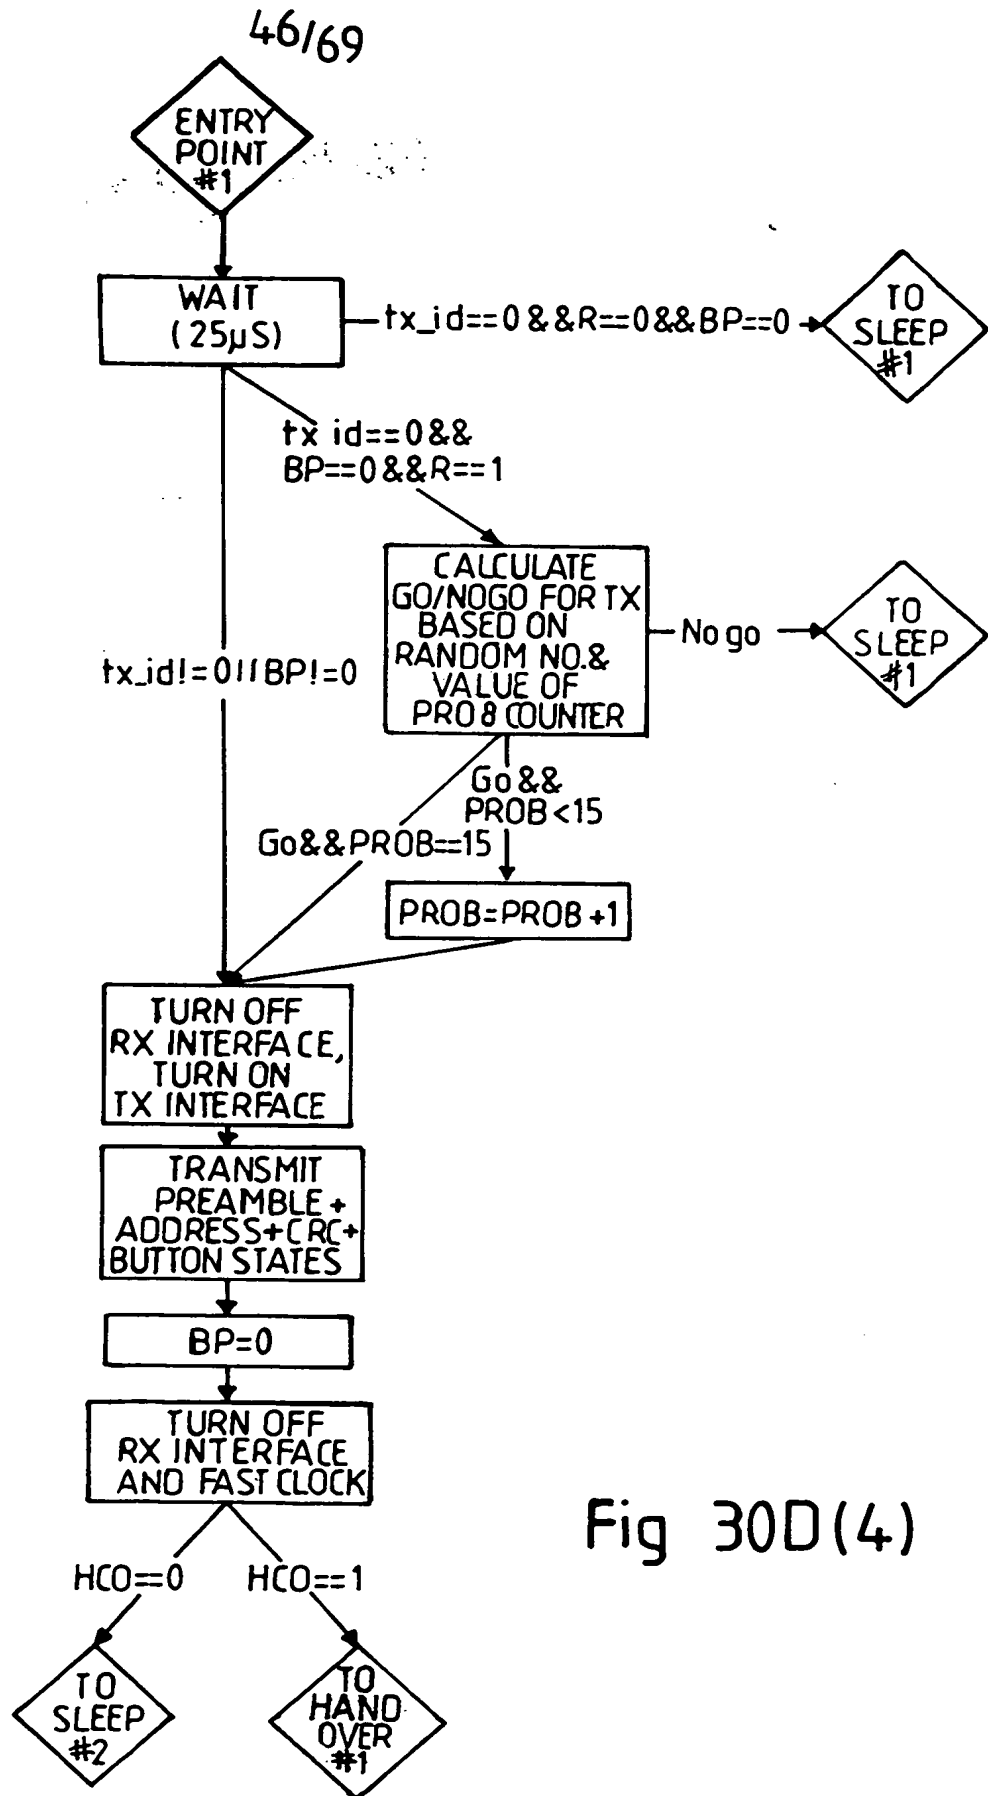 46/69
ENTRY
POINT
#1
WAIT
(25µS)
tx_id==0&&R==0&&BP==0
TO
SLEEP
#1
tx id==0&&
BP==0&&R==1
CALCULATE
GO/NOGO FOR TX
BASED ON
RANDOM NO.&
VALUE OF
PRO8 COUNTER
No go
TO
SLEEP
#1
tx_id!=0||BP!=0
Go&&
PROB<15
Go&&PROB==15
PROB=PROB+1
TURN OFF
RX INTERFACE,
TURN ON
TX INTERFACE
TRANSMIT
PREAMBLE+
ADDRESS+CRC+
BUTTON STATES
BP=0
TURN OFF
RX INTERFACE
AND FAST CLOCK
HCO==0
HCO==1
TO
SLEEP
#2
TO
HAND
OVER
#1
Fig 30D(4)